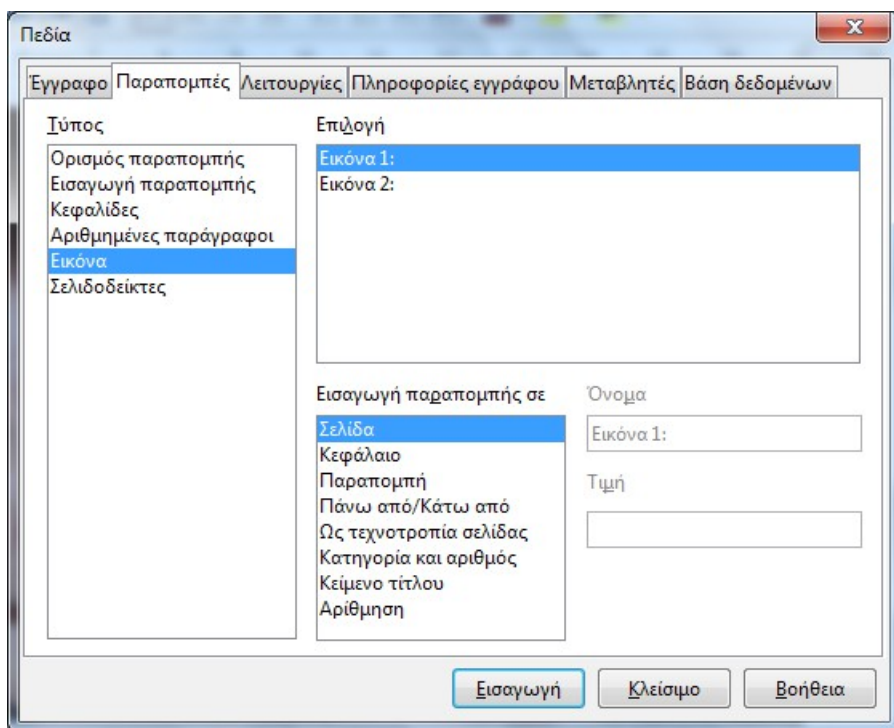 Πεδία
Έγγραφο Παραπομπές Λειτουργίες Πληροφορίες εγγράφου Μεταβλητές Βάση δεδομένων
Τύπος
Ορισμός παραπομπής
Εισαγωγή παραπομπής
Κεφαλίδες
Αριθμημένες παράγραφοι
Εικόνα
Σελιδοδείκτες
Επιλογή
Εικόνα 1:
Εικόνα 2:
Εισαγωγή παραπομπής σε
Σελίδα
Κεφάλαιο
Παραπομπή
Πάνω από/Κάτω από
Ως τεχνοτροπία σελίδας
Κατηγορία και αριθμός
Κείμενο τίτλου
Αρίθμηση
Όνομα
Εικόνα 1:
Τιμή
Εισαγωγή Κλείσιμο Βοήθεια